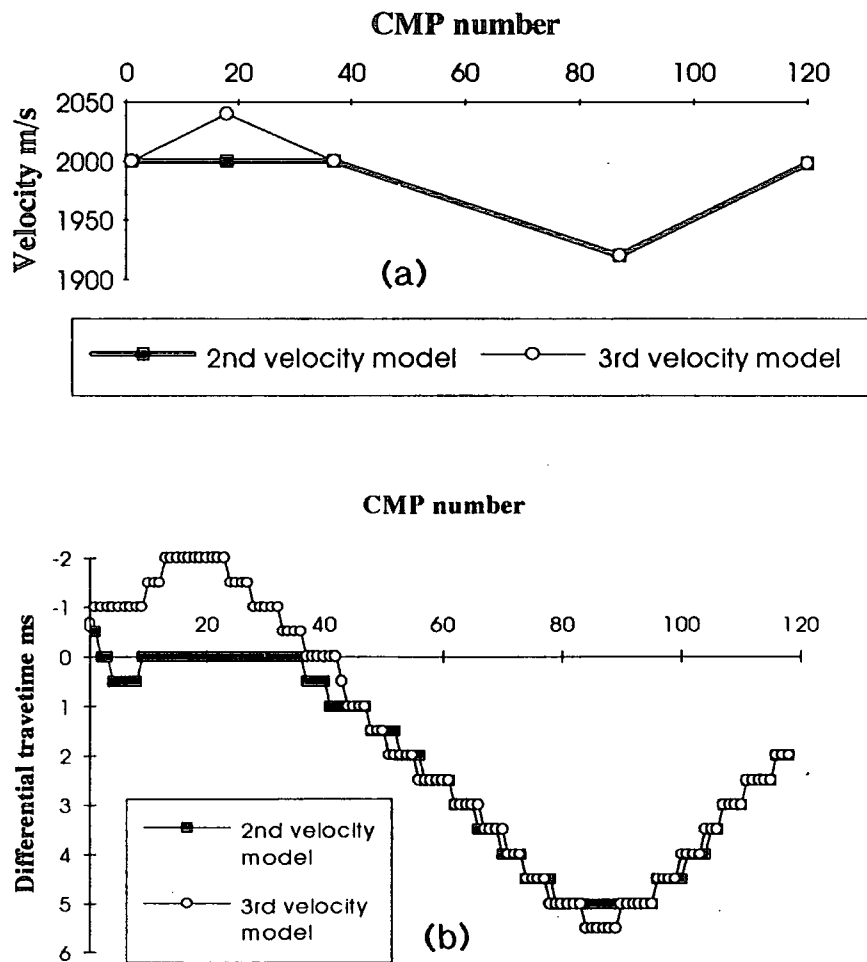 CMP number
0 20 40 60 80 100 120
Velocity m/s
2050
2000
1950
1900
(a)
2nd velocity model 3rd velocity model
CMP number
Differential travetime ms
-2
-1
0 20 40 60 80 100 120
0
1
2
3
4
5
6
2nd velocity
model
3rd velocity
model
(b)